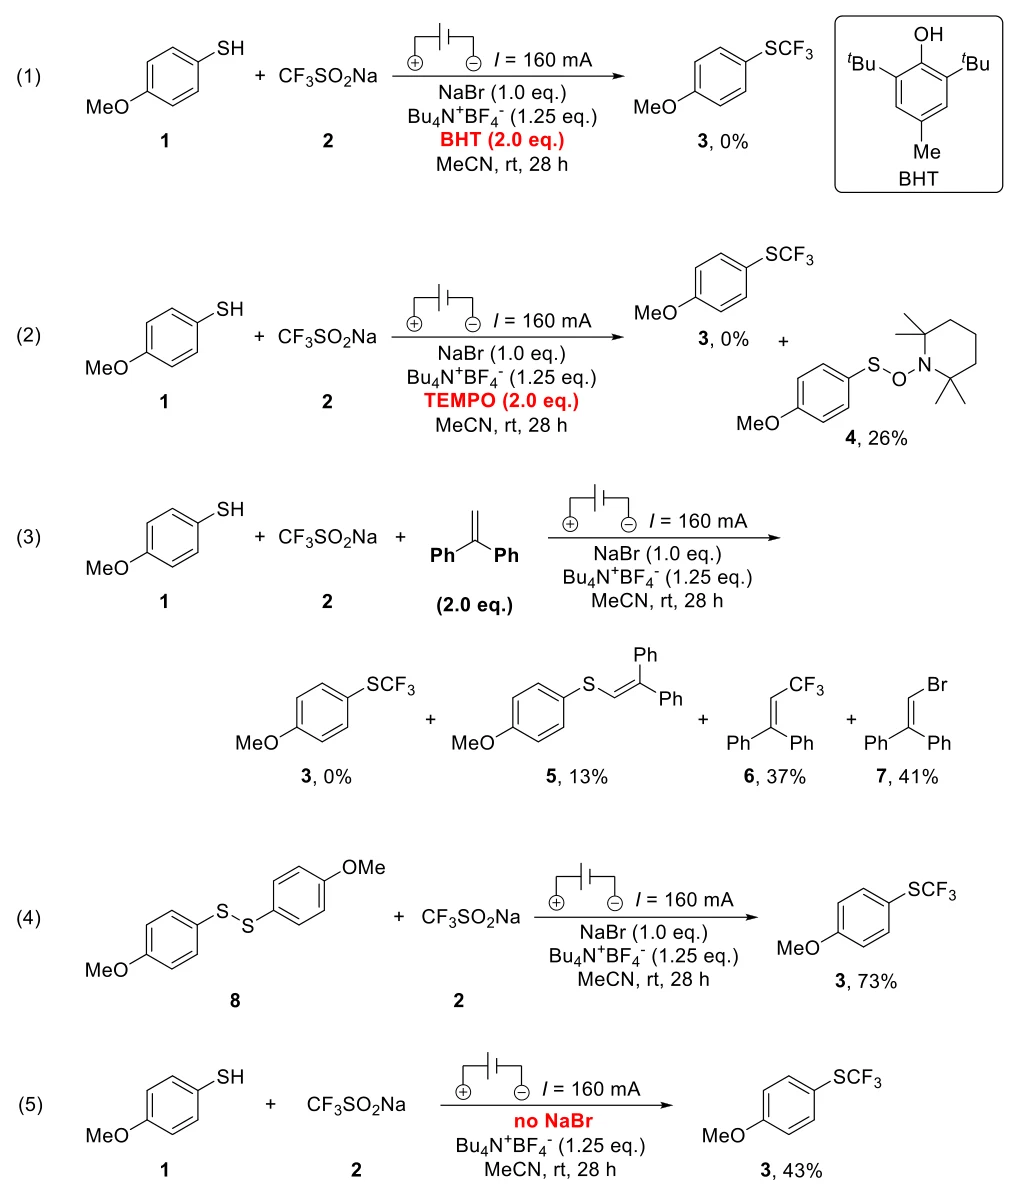 (1)
SH
MeO
1
+
CF3SO2Na
2
+ − I = 160 mA
NaBr (1.0 eq.)
Bu4N+BF4- (1.25 eq.)
BHT (2.0 eq.)
MeCN, rt, 28 h
SCF3
MeO
3, 0%
OH
tBu tBu
Me
BHT
(2)
SH
MeO
1
+
CF3SO2Na
2
+ − I = 160 mA
NaBr (1.0 eq.)
Bu4N+BF4- (1.25 eq.)
TEMPO (2.0 eq.)
MeCN, rt, 28 h
SCF3
MeO
3, 0%
+
S O N
MeO
4, 26%
(3)
SH
MeO
1
+
CF3SO2Na
2
+
Ph Ph
(2.0 eq.)
+ − I = 160 mA
NaBr (1.0 eq.)
Bu4N+BF4- (1.25 eq.)
MeCN, rt, 28 h
SCF3
MeO
3, 0%
+
Ph
S
Ph
MeO
5, 13%
+
CF3
Ph Ph
6, 37%
+
Br
Ph Ph
7, 41%
(4)
OMe
S S
MeO
8
+
CF3SO2Na
2
+ − I = 160 mA
NaBr (1.0 eq.)
Bu4N+BF4- (1.25 eq.)
MeCN, rt, 28 h
SCF3
MeO
3, 73%
(5)
SH
MeO
1
+
CF3SO2Na
2
+ − I = 160 mA
no NaBr
Bu4N+BF4- (1.25 eq.)
MeCN, rt, 28 h
SCF3
MeO
3, 43%